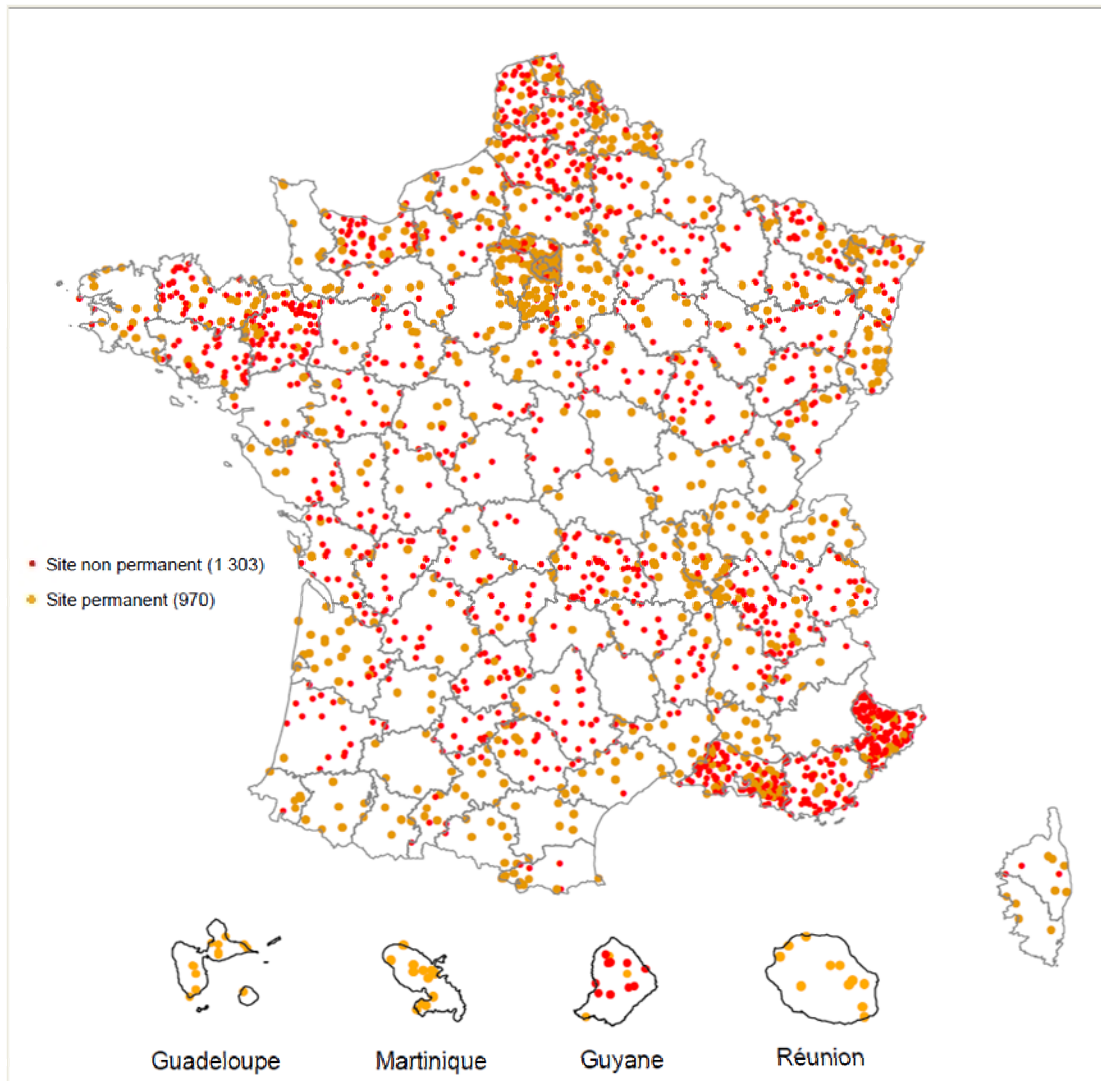 Site non permanent (1 303)
Site permanent (970)
Guadeloupe
Martinique
Guyane
Réunion